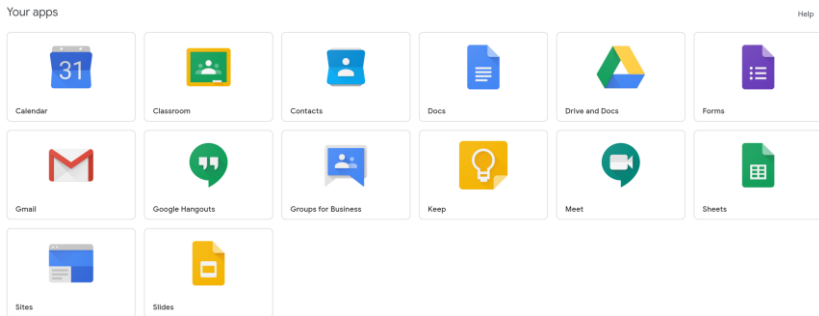 Your apps Help
31
Calendar Classroom Contacts Docs Drive and Docs Forms
Gmail Google Hangouts Groups for Business Keep Meet Sheets
Sites Slides